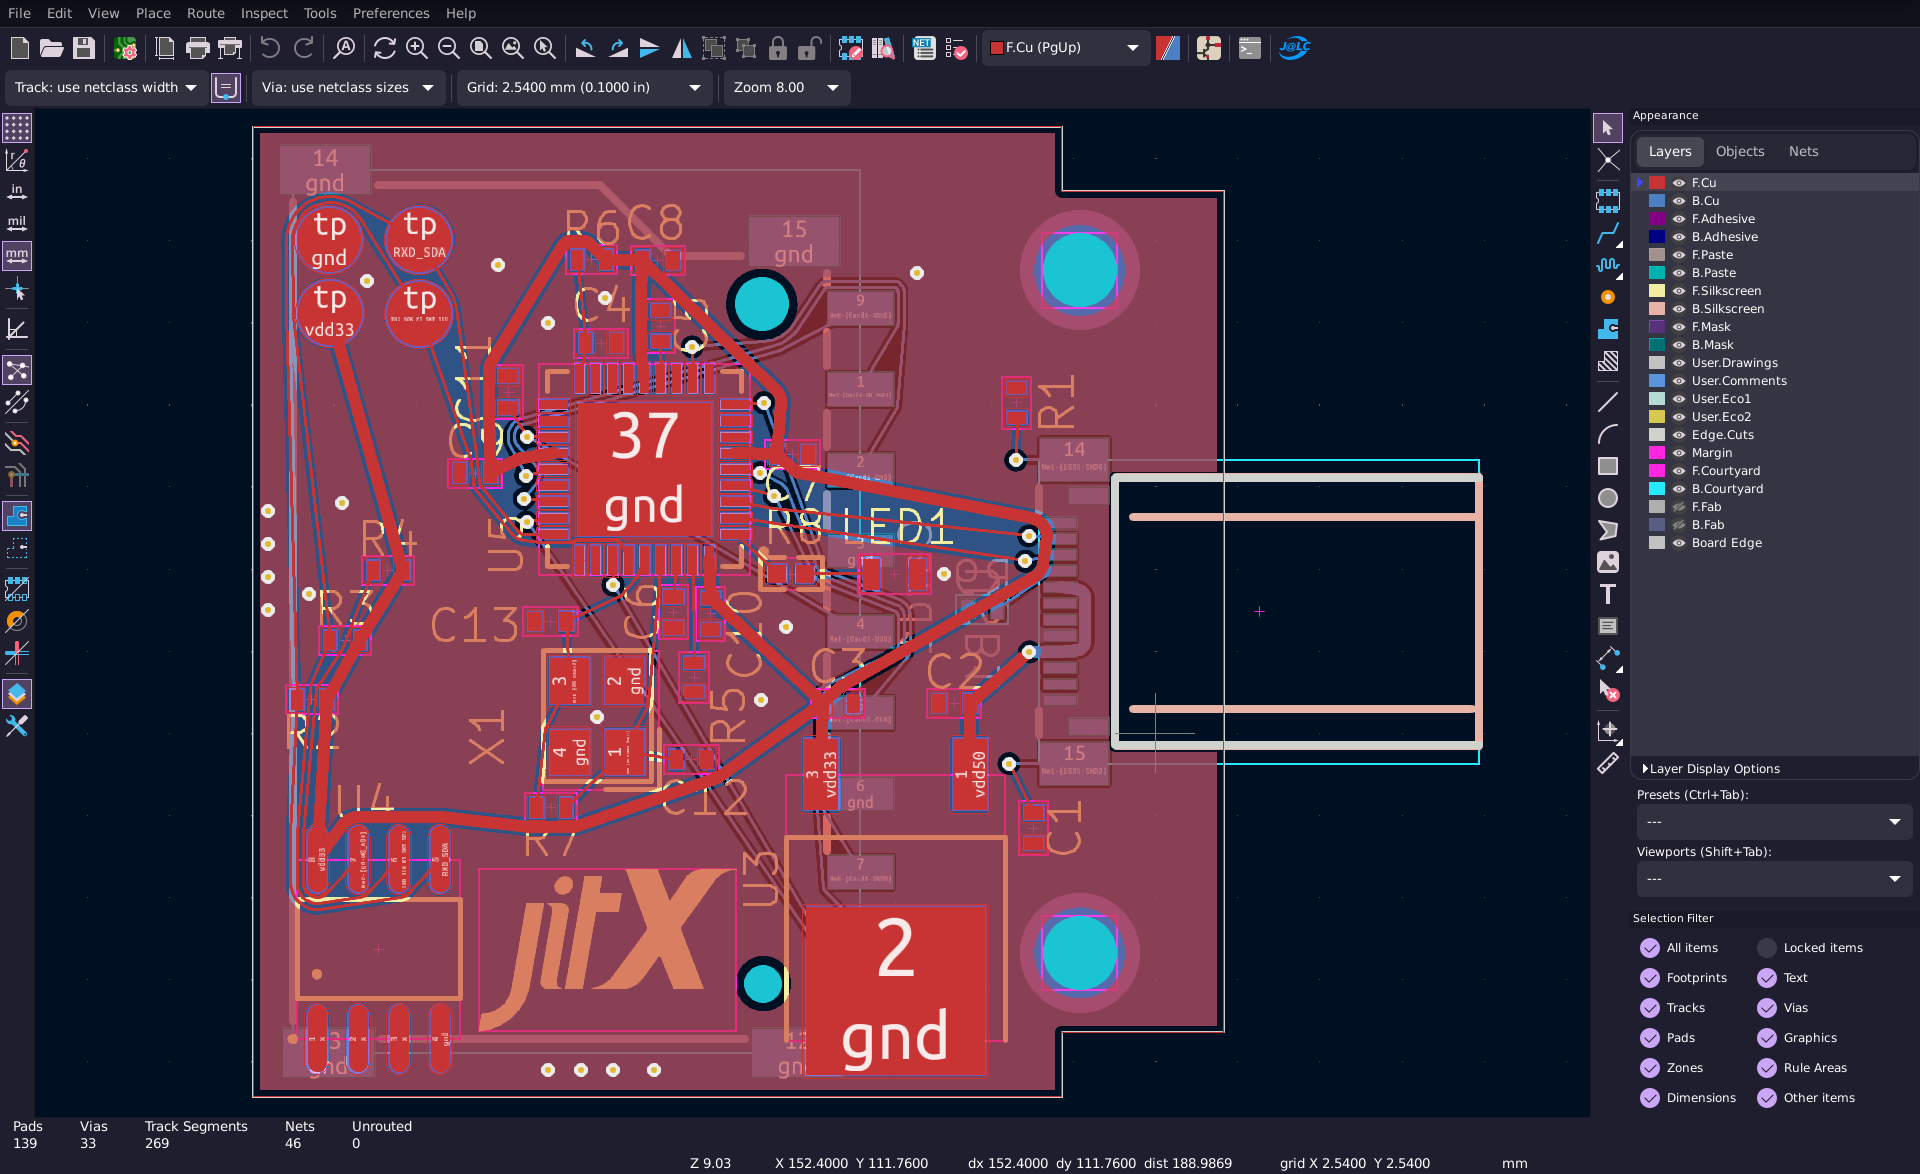 File Edit View Place Route Inspect Tools Preferences Help
F.Cu (PgUp)
Track: use netclass width Via: use netclass sizes Grid: 2.5400 mm (0.1000 in) Zoom 8.00
Appearance
Layers Objects Nets
F.Cu
B.Cu
F.Adhesive
B.Adhesive
F.Paste
B.Paste
F.Silkscreen
B.Silkscreen
F.Mask
B.Mask
User.Drawings
User.Comments
User.Eco1
User.Eco2
Edge.Cuts
Margin
F.Courtyard
B.Courtyard
F.Fab
B.Fab
Board Edge
Layer Display Options
Presets (Ctrl+Tab):
---
Viewports (Shift+Tab):
---
Selection Filter
All items Locked items
Footprints Text
Tracks Vias
Pads Graphics
Zones Rule Areas
Dimensions Other items
in
mil
mm
NET
J@LC
14
gnd
tp
gnd
tp
RXD_SDA
tp
vdd33
tp
R6 C8
15
gnd
C4
9
1
2
C9
37
gnd
R1
14
R8 LED1
R4
R3
C13
C6
C10
4
C3
C2
3
2
gnd
4
gnd
1
X1
R5
R2
C12
R7
U4
3
vdd33
1
vdd50
6
gnd
15
C1
7
U3
vdd33
RXD_SDA
jitX
2
gnd
12
gnd
gnd
Pads Vias Track Segments Nets Unrouted
139 33 269 46 0
Z 9.03 X 152.4000 Y 111.7600 dx 152.4000 dy 111.7600 dist 188.9869 grid X 2.5400 Y 2.5400 mm